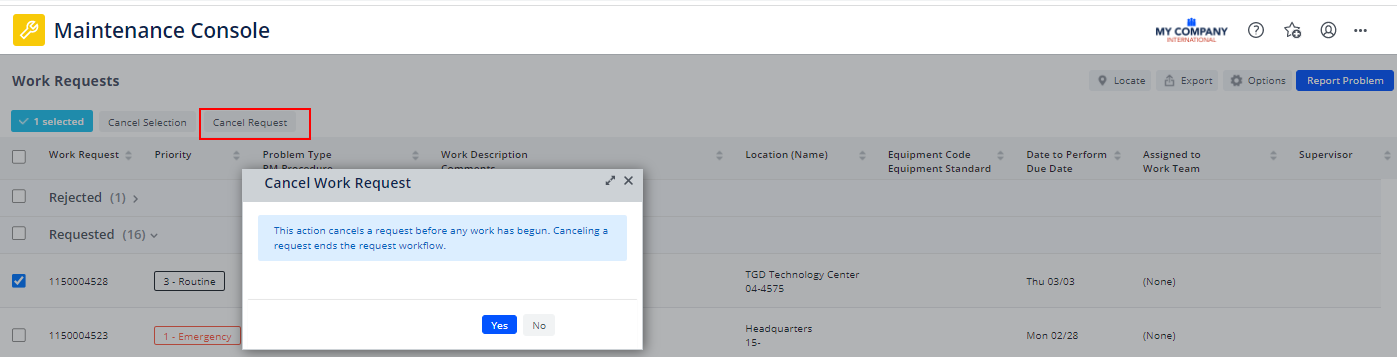 Maintenance Console
MY COMPANY
INTERNATIONAL
Work Requests
Locate
Export
Options
Report Problem
1 selected
Cancel Selection
Cancel Request
Work Request
Priority
Problem Type
Work Description
Location (Name)
Equipment Code
Equipment Standard
Date to Perform
Due Date
Assigned to
Work Team
Supervisor
Cancel Work Request
This action cancels a request before any work has begun. Canceling a
request ends the request workflow.
Yes
No
Rejected (1)
Requested (16)
1150004528
3 - Routine
TGD Technology Center
04-4575
Thu 03/03
(None)
1150004523
1 - Emergency
Headquarters
15-
Mon 02/28
(None)